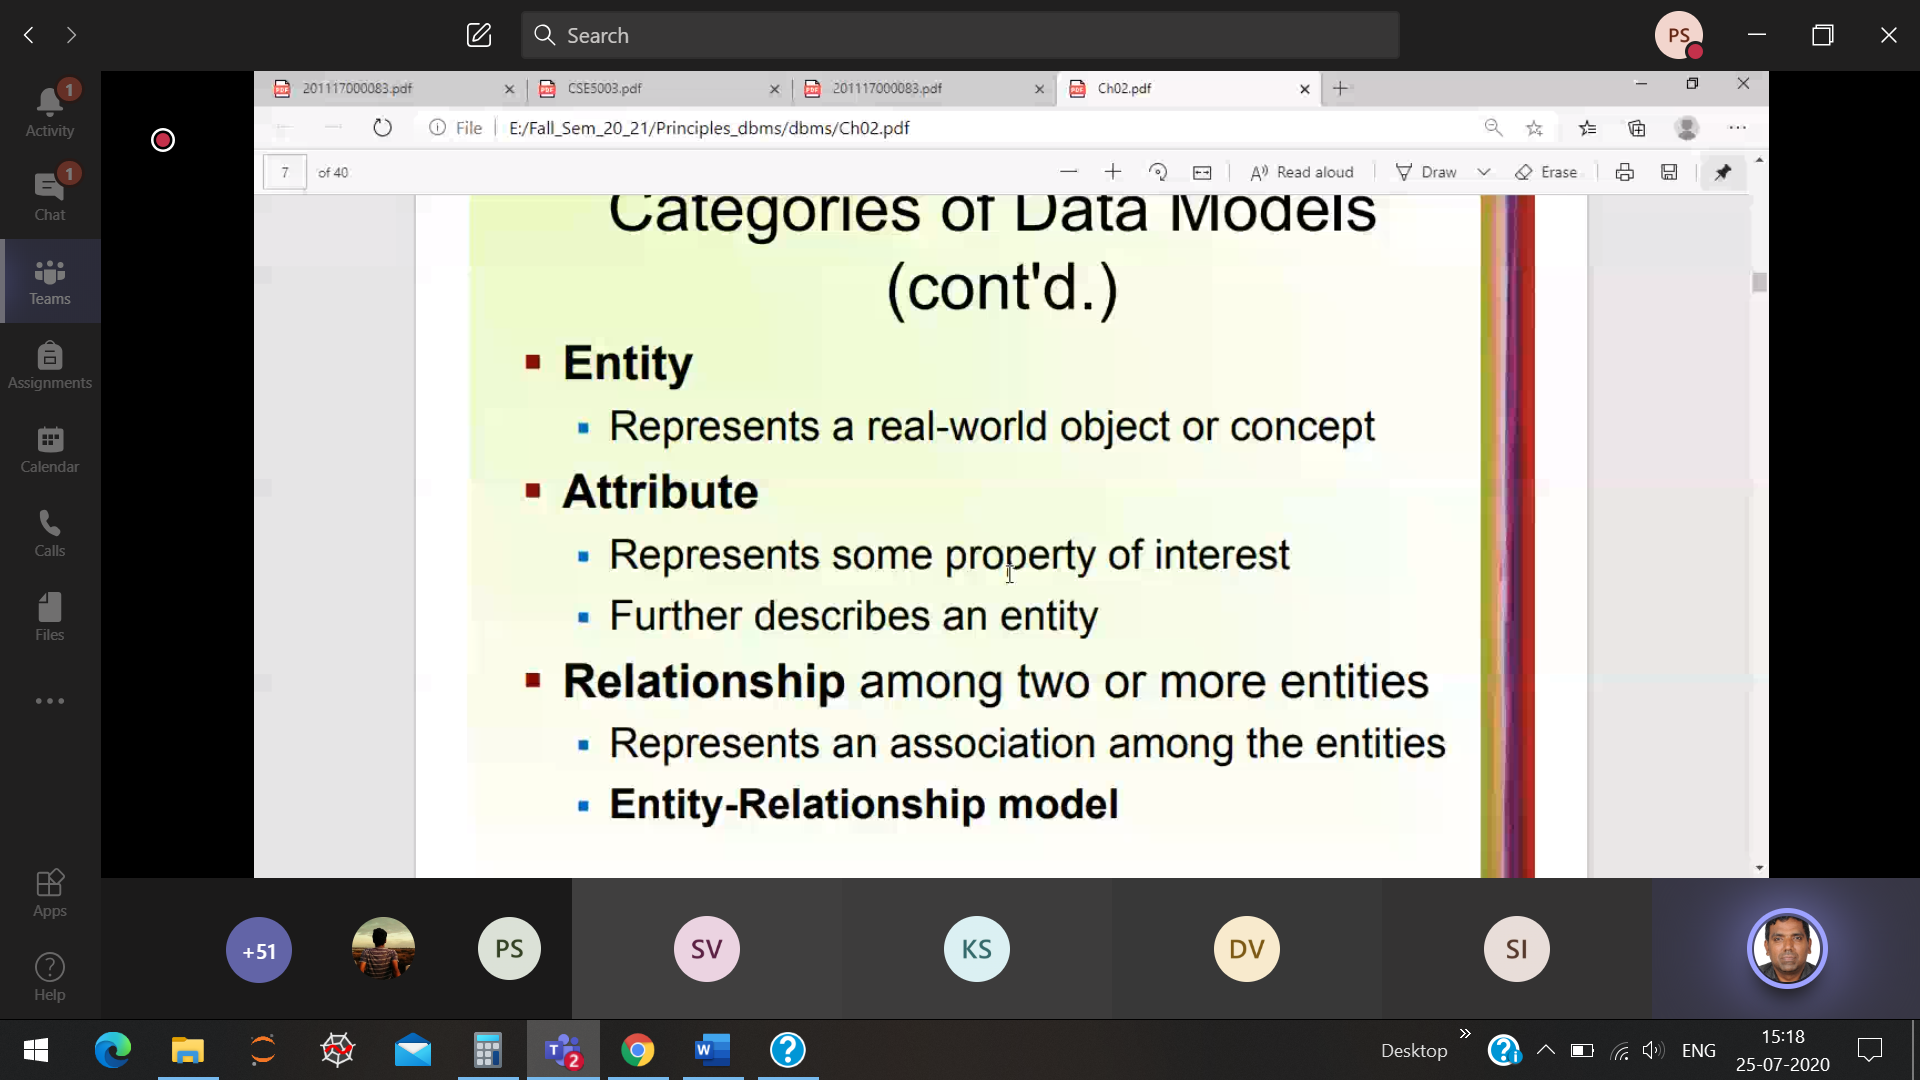 Search
PS
Activity
1
Chat
1
Teams
Assignments
Calendar
Calls
Files
Apps
Help
201117000083.pdf
CSE5003.pdf
201117000083.pdf
Ch02.pdf
File
E:/Fall_Sem_20_21/Principles_dbms/dbms/Ch02.pdf
7 of 40
Read aloud
Draw
Erase
Categories of Data Models
(cont'd.)
Entity
Represents a real-world object or concept
Attribute
Represents some property of interest
Further describes an entity
Relationship among two or more entities
Represents an association among the entities
Entity-Relationship model
+51
PS
SV
KS
DV
SI
Desktop
ENG
15:18
25-07-2020
2